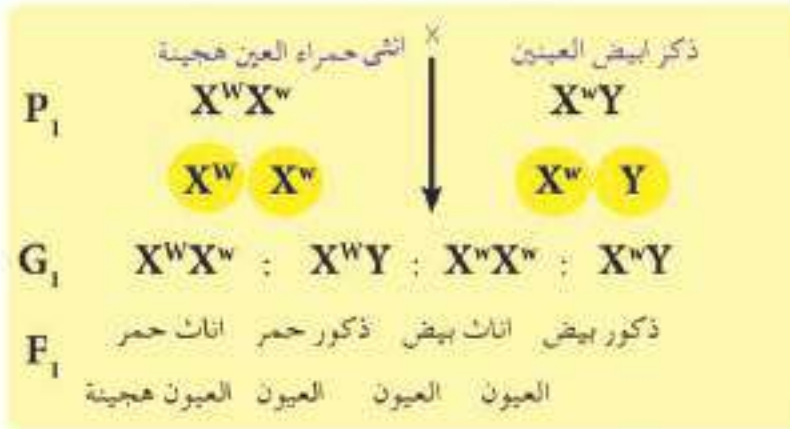 ذكر ابيض العينين × انثى حمراء العين هجينة
P₁ XᵂXʷ XʷY
Xᵂ Xʷ Xʷ Y
G₁ XᵂXʷ : XᵂY : XʷXʷ : XʷY
F₁ ذكور بيض اناث بيض ذكور حمر اناث حمر
العيون العيون العيون العيون هجينة